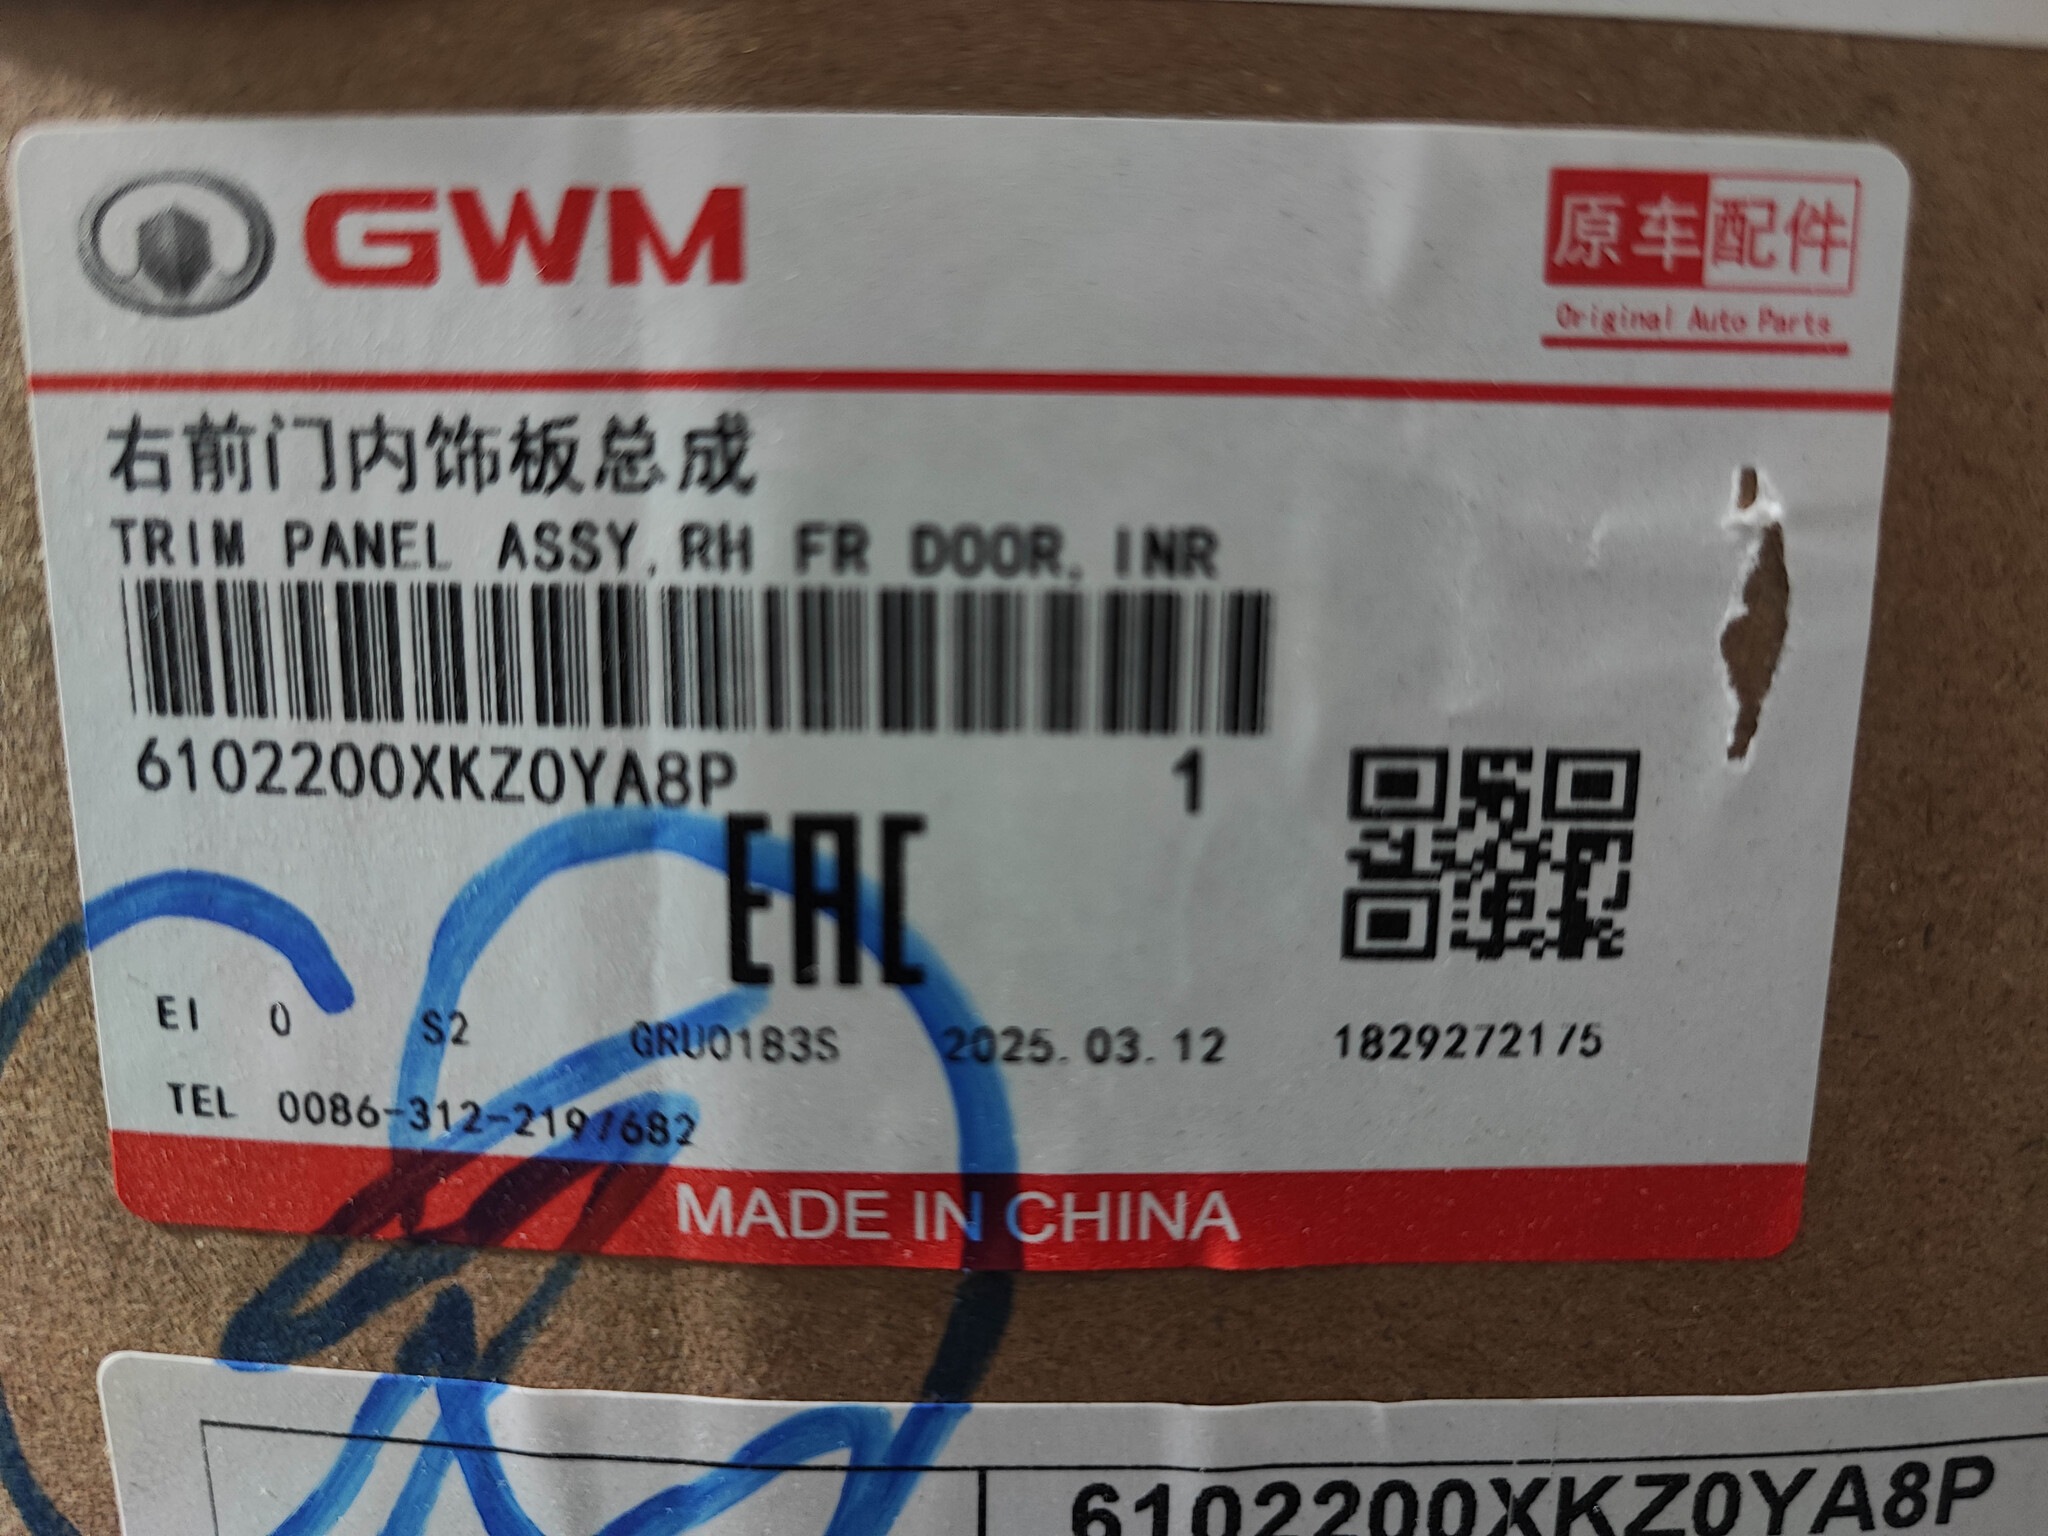 GWM
原车配件
Original Auto Parts
右前门内饰板总成
TRIM PANEL ASSY,RH FR DOOR,INR
6102200XKZ0YA8P 1
EAC
EI 0 S2 GRU0183S 2025.03.12 1829272175
TEL 0086-312-2197682
MADE IN CHINA
6102200XKZ0YA8P